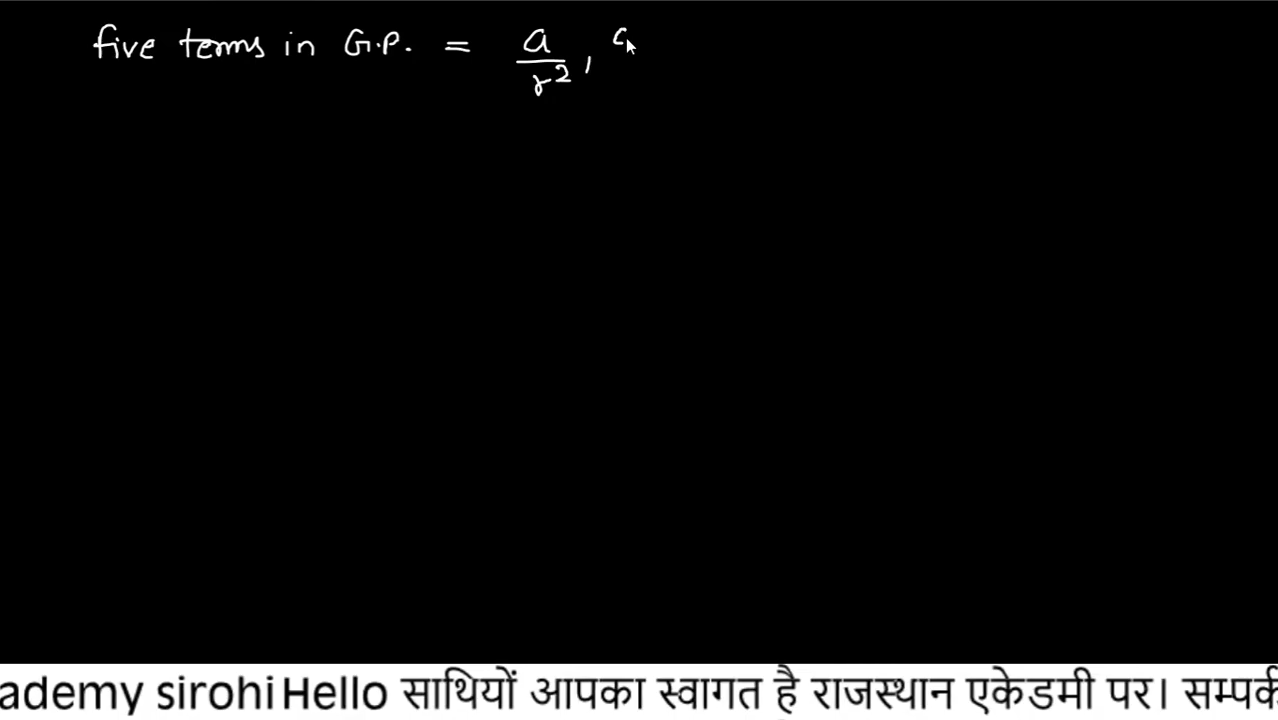 five terms in G.P. = a/r², a
ademy sirohi Hello साथियों आपका स्वागत है राजस्थान एकेडमी पर। सम्पर्क